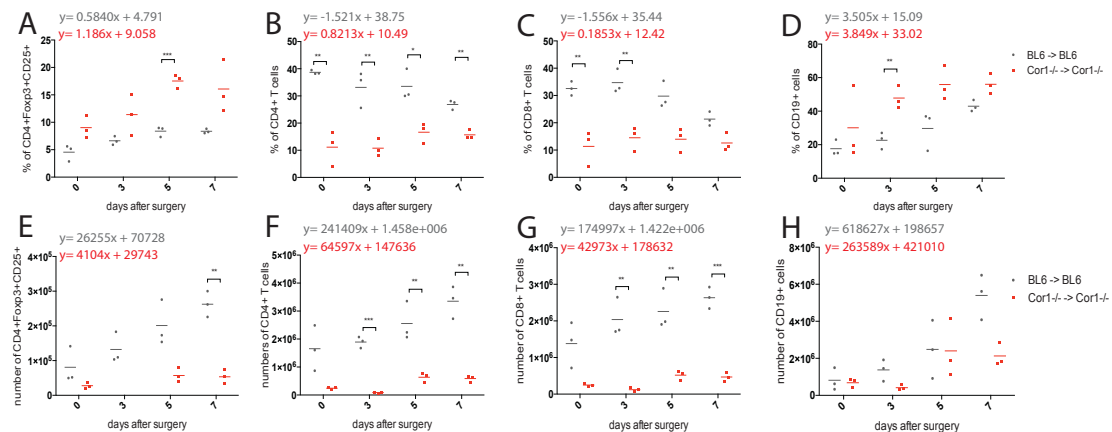 A
y= 0.5840x + 4.791
y= 1.186x + 9.058
% of CD4+Foxp3+CD25+
25
20
15
10
5
0
***
0
3
5
7
days after surgery
B
y= -1.521x + 38.75
y= 0.8213x + 10.49
% of CD4+ T cells
50
40
30
20
10
0
**
**
*
**
0
3
5
7
days after surgery
C
y= -1.556x + 35.44
y= 0.1853x + 12.42
% of CD8+ T cells
50
40
30
20
10
0
**
**
0
3
5
7
days after surgery
D
y= 3.505x + 15.09
y= 3.849x + 33.02
% of CD19+ cells
80
60
40
20
0
**
0
3
5
7
days after surgery
BL6 -> BL6
Cor1-/- -> Cor1-/-
E
y= 26255x + 70728
y= 4104x + 29743
number of CD4+Foxp3+CD25+
4×10⁵
3×10⁵
2×10⁵
1×10⁵
0
**
0
3
5
7
days after surgery
F
y= 241409x + 1.458e+006
y= 64597x + 147636
numbers of CD4+ T cells
5×10⁶
4×10⁶
3×10⁶
2×10⁶
1×10⁶
0
***
**
**
0
3
5
7
days after surgery
G
y= 174997x + 1.422e+006
y= 42973x + 178632
number of CD8+ T cells
4×10⁶
3×10⁶
2×10⁶
1×10⁶
0
**
**
***
0
3
5
7
days after surgery
H
y= 618627x + 198657
y= 263589x + 421010
number of CD19+ cells
8×10⁶
6×10⁶
4×10⁶
2×10⁶
0
0
3
5
7
days after surgery
BL6 -> BL6
Cor1-/- -> Cor1-/-